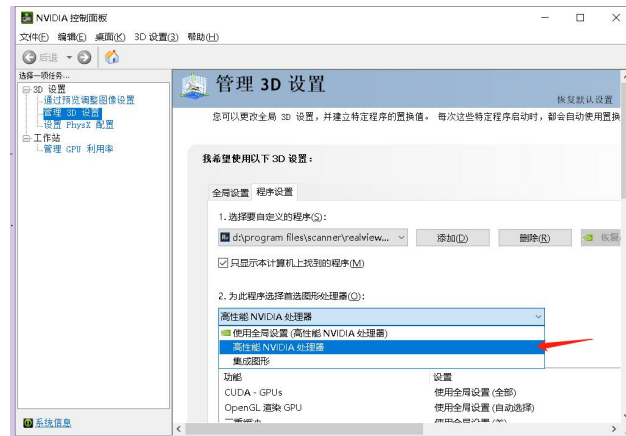 NVIDIA 控制面板
文件(F) 编辑(E) 桌面(K) 3D 设置(3) 帮助(H)
后退
选择一项任务...
3D 设置
通过预览调整图像设置
管理 3D 设置
设置 PhysX 配置
工作站
管理 GPU 利用率
系统信息
管理 3D 设置
恢复默认设置
您可以更改全局 3D 设置，并建立特定程序的置换值。 每次这些特定程序启动时，都会自动使用置换
我希望使用以下 3D 设置：
全局设置 程序设置
1. 选择要自定义的程序(S):
d:\program files\scanner\realview... 添加(D) 删除(R) 恢复
只显示本计算机上找到的程序(M)
2. 为此程序选择首选图形处理器(O):
高性能 NVIDIA 处理器
使用全局设置 (高性能 NVIDIA 处理器)
高性能 NVIDIA 处理器
集成图形
功能 设置
CUDA - GPUs 使用全局设置 (全部)
OpenGL 渲染 GPU 使用全局设置 (自动选择)